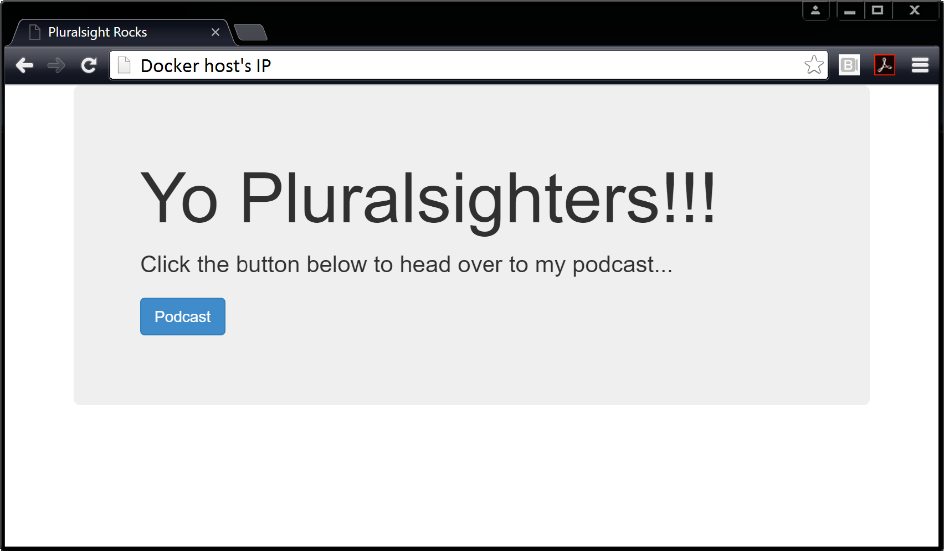 Pluralsight Rocks
Docker host's IP
Yo Pluralsighters!!!
Click the button below to head over to my podcast...
Podcast